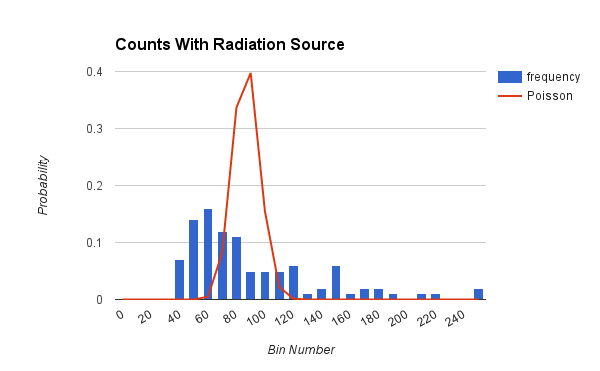 Counts With Radiation Source
0.4
0.3
0.2
0.1
0
Probability
0 20 40 60 80 100 120 140 160 180 200 220 240
Bin Number
frequency
Poisson